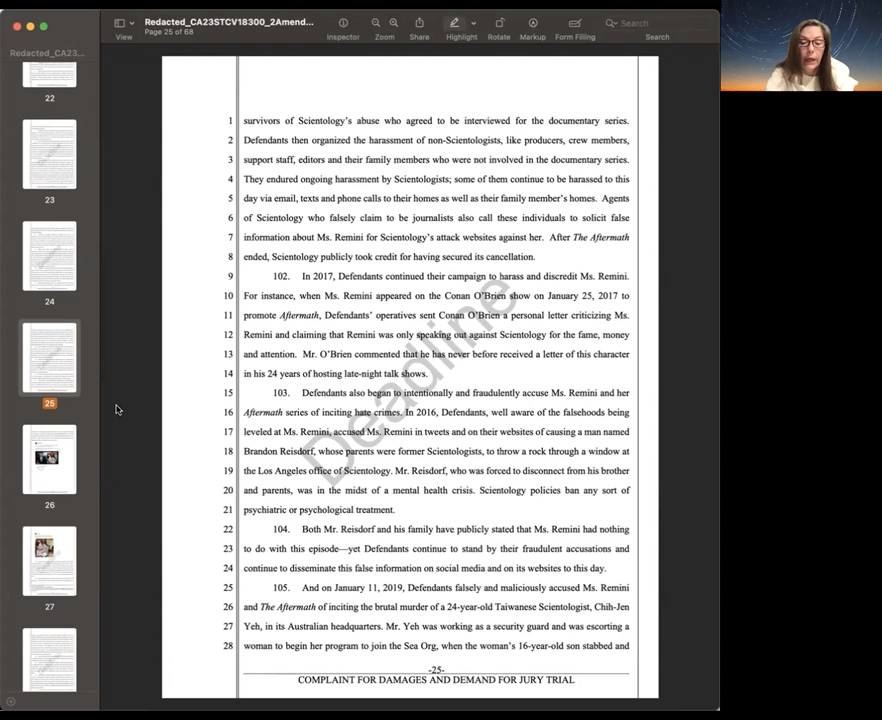 Redacted_CA23STCV18300_2Amend...
Page 25 of 68
View
Inspector
Zoom
Share
Highlight
Rotate
Markup
Form Filling
Search
Search
Redacted_CA23...
22
23
24
25
26
27
1 survivors of Scientology's abuse who agreed to be interviewed for the documentary series.
2 Defendants then organized the harassment of non-Scientologists, like producers, crew members,
3 support staff, editors and their family members who were not involved in the documentary series.
4 They endured ongoing harassment by Scientologists; some of them continue to be harassed to this
5 day via email, texts and phone calls to their homes as well as their family member's homes. Agents
6 of Scientology who falsely claim to be journalists also call these individuals to solicit false
7 information about Ms. Remini for Scientology's attack websites against her. After The Aftermath
8 ended, Scientology publicly took credit for having secured its cancellation.
9 102. In 2017, Defendants continued their campaign to harass and discredit Ms. Remini.
10 For instance, when Ms. Remini appeared on the Conan O'Brien show on January 25, 2017 to
11 promote Aftermath, Defendants' operatives sent Conan O'Brien a personal letter criticizing Ms.
12 Remini and claiming that Remini was only speaking out against Scientology for the fame, money
13 and attention. Mr. O'Brien commented that he has never before received a letter of this character
14 in his 24 years of hosting late-night talk shows.
15 103. Defendants also began to intentionally and fraudulently accuse Ms. Remini and her
16 Aftermath series of inciting hate crimes. In 2016, Defendants, well aware of the falsehoods being
17 leveled at Ms. Remini, accused Ms. Remini in tweets and on their websites of causing a man named
18 Brandon Reisdorf, whose parents were former Scientologists, to throw a rock through a window at
19 the Los Angeles office of Scientology. Mr. Reisdorf, who was forced to disconnect from his brother
20 and parents, was in the midst of a mental health crisis. Scientology policies ban any sort of
21 psychiatric or psychological treatment.
22 104. Both Mr. Reisdorf and his family have publicly stated that Ms. Remini had nothing
23 to do with this episode—yet Defendants continue to stand by their fraudulent accusations and
24 continue to disseminate this false information on social media and on its websites to this day.
25 105. And on January 11, 2019, Defendants falsely and maliciously accused Ms. Remini
26 and The Aftermath of inciting the brutal murder of a 24-year-old Taiwanese Scientologist, Chih-Jen
27 Yeh, in its Australian headquarters. Mr. Yeh was working as a security guard and was escorting a
28 woman to begin her program to join the Sea Org, when the woman's 16-year-old son stabbed and
-25-
COMPLAINT FOR DAMAGES AND DEMAND FOR JURY TRIAL
Deadline